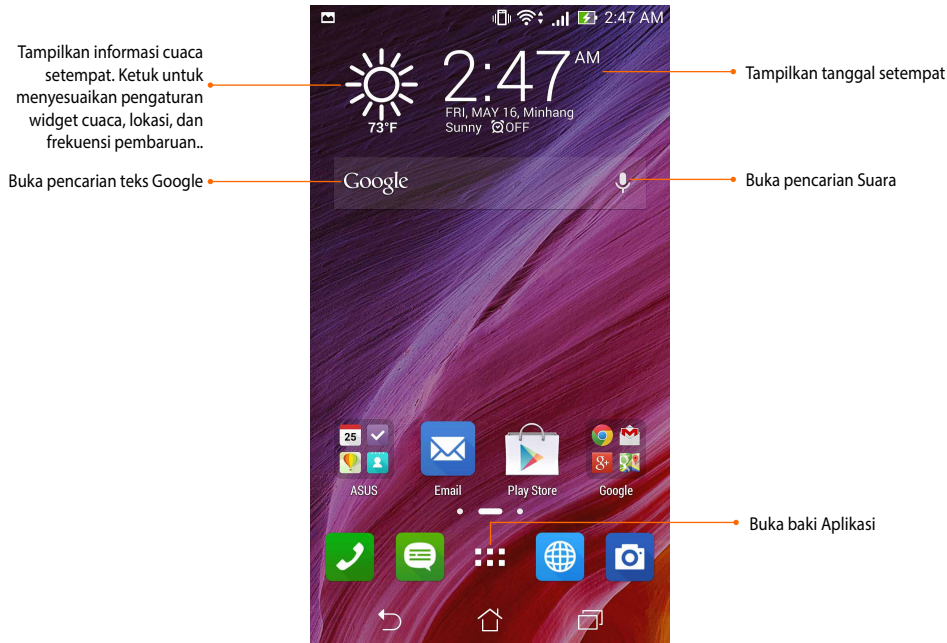 2:47 AM
Tampilkan informasi cuaca
setempat. Ketuk untuk
menyesuaikan pengaturan
widget cuaca, lokasi, dan
frekuensi pembaruan..
73°F
2:47 AM
FRI, MAY 16, Minhang
Sunny OFF
Tampilkan tanggal setempat
Buka pencarian teks Google
Google
Buka pencarian Suara
25
8+
ASUS
Email
Play Store
Google
Buka baki Aplikasi